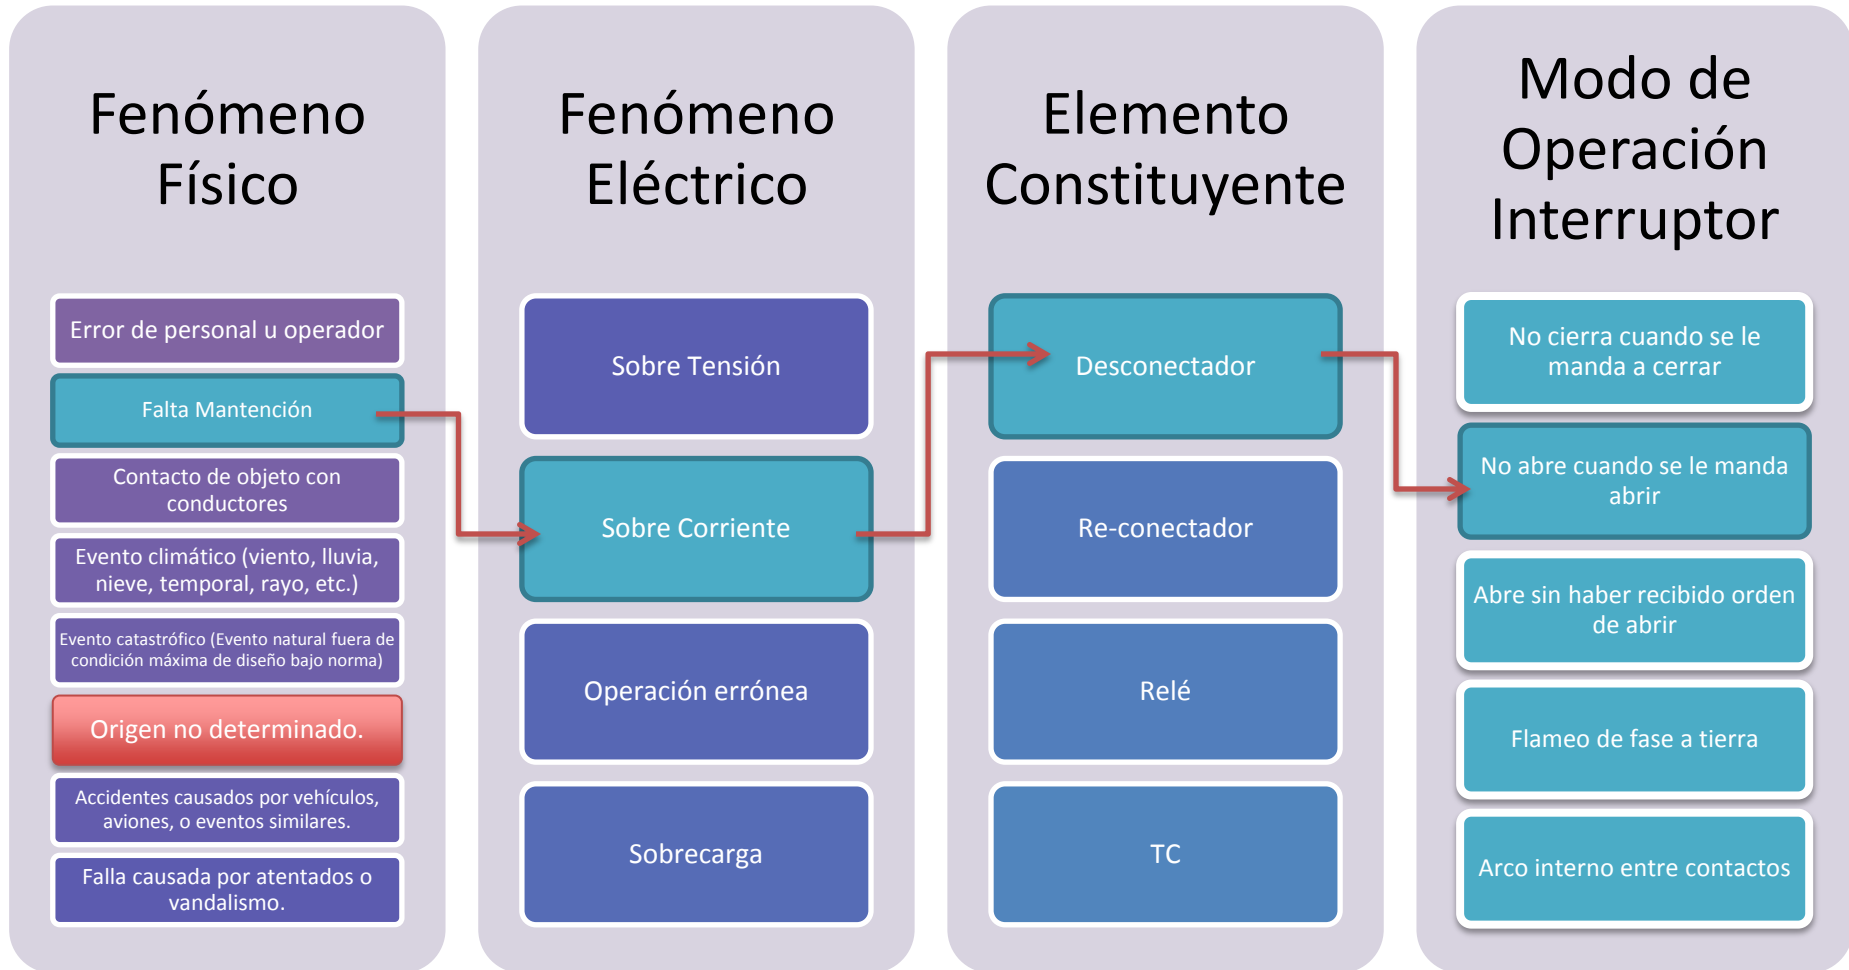 Fenómeno
Físico
Error de personal u operador
Falta Mantención
Contacto de objeto con
conductores
Evento climático (viento, lluvia,
nieve, temporal, rayo, etc.)
Evento catastrófico (Evento natural fuera de
condición máxima de diseño bajo norma)
Origen no determinado.
Accidentes causados por vehículos,
aviones, o eventos similares.
Falla causada por atentados o
vandalismo.
Fenómeno
Eléctrico
Sobre Tensión
Sobre Corriente
Operación errónea
Sobrecarga
Elemento
Constituyente
Desconectador
Re-conectador
Relé
TC
Modo de
Operación
Interruptor
No cierra cuando se le
manda a cerrar
No abre cuando se le manda
abrir
Abre sin haber recibido orden
de abrir
Flameo de fase a tierra
Arco interno entre contactos